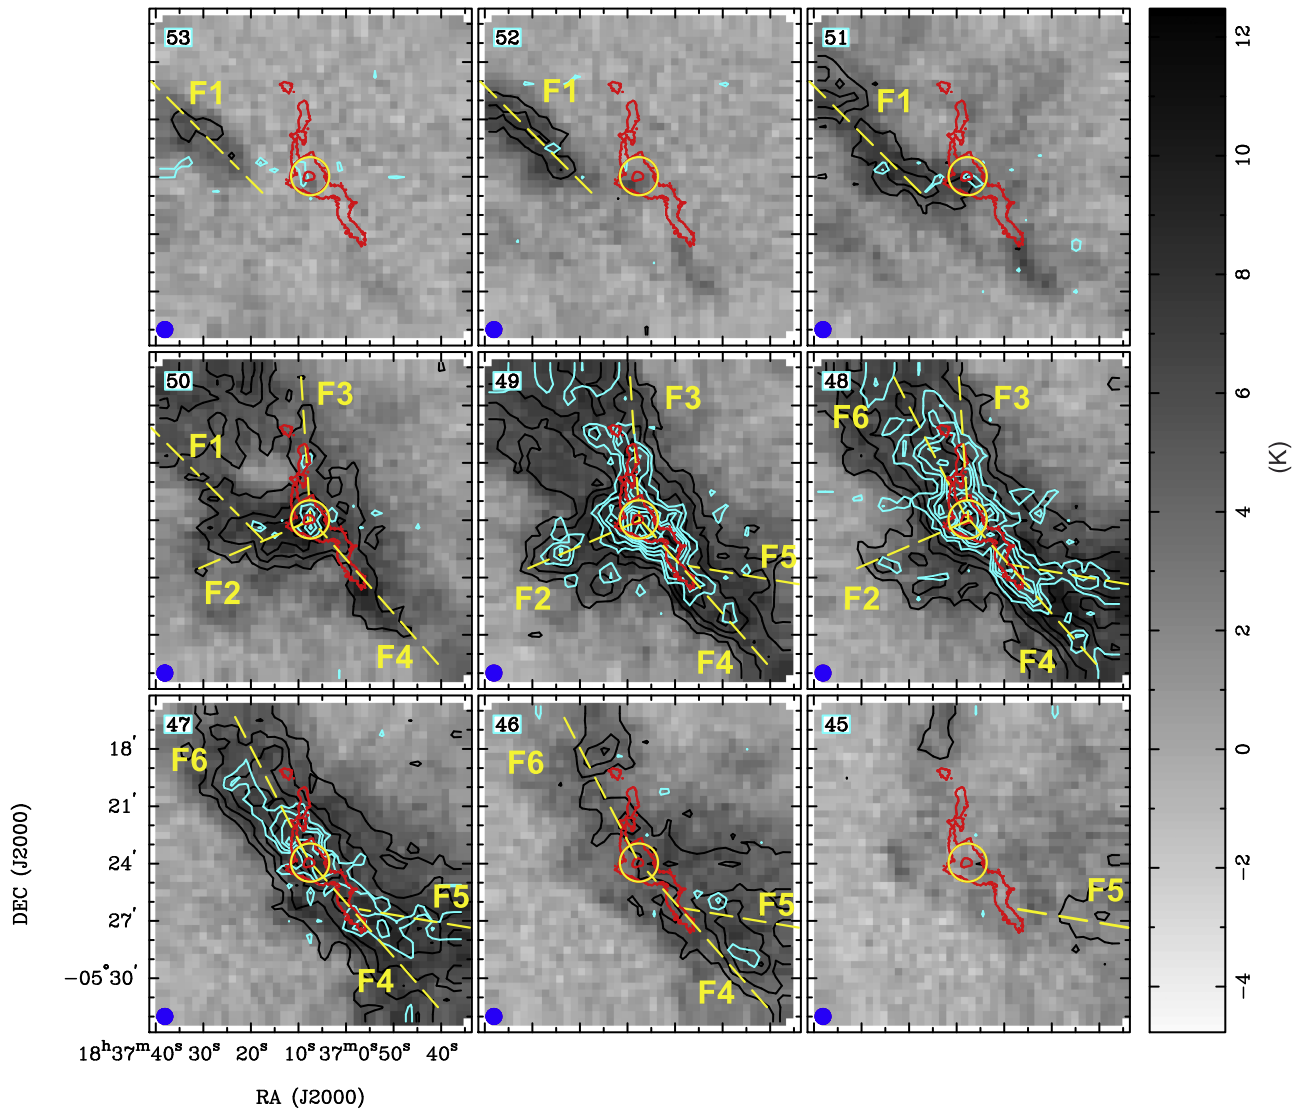 53
F1
52
F1
51
F1
12
10
8
6
4
2
0
−2
−4
(K)
50
F3
F1
F2
F4
49
F3
F5
F2
F4
48
F3
F6
F2
F4
47
F6
F5
F4
46
F6
F5
F4
45
F5
18′
21′
24′
27′
−05°30′
DEC (J2000)
18ʰ37ᵐ40ˢ 30ˢ 20ˢ 10ˢ 37ᵐ0ˢ 50ˢ 40ˢ
RA (J2000)